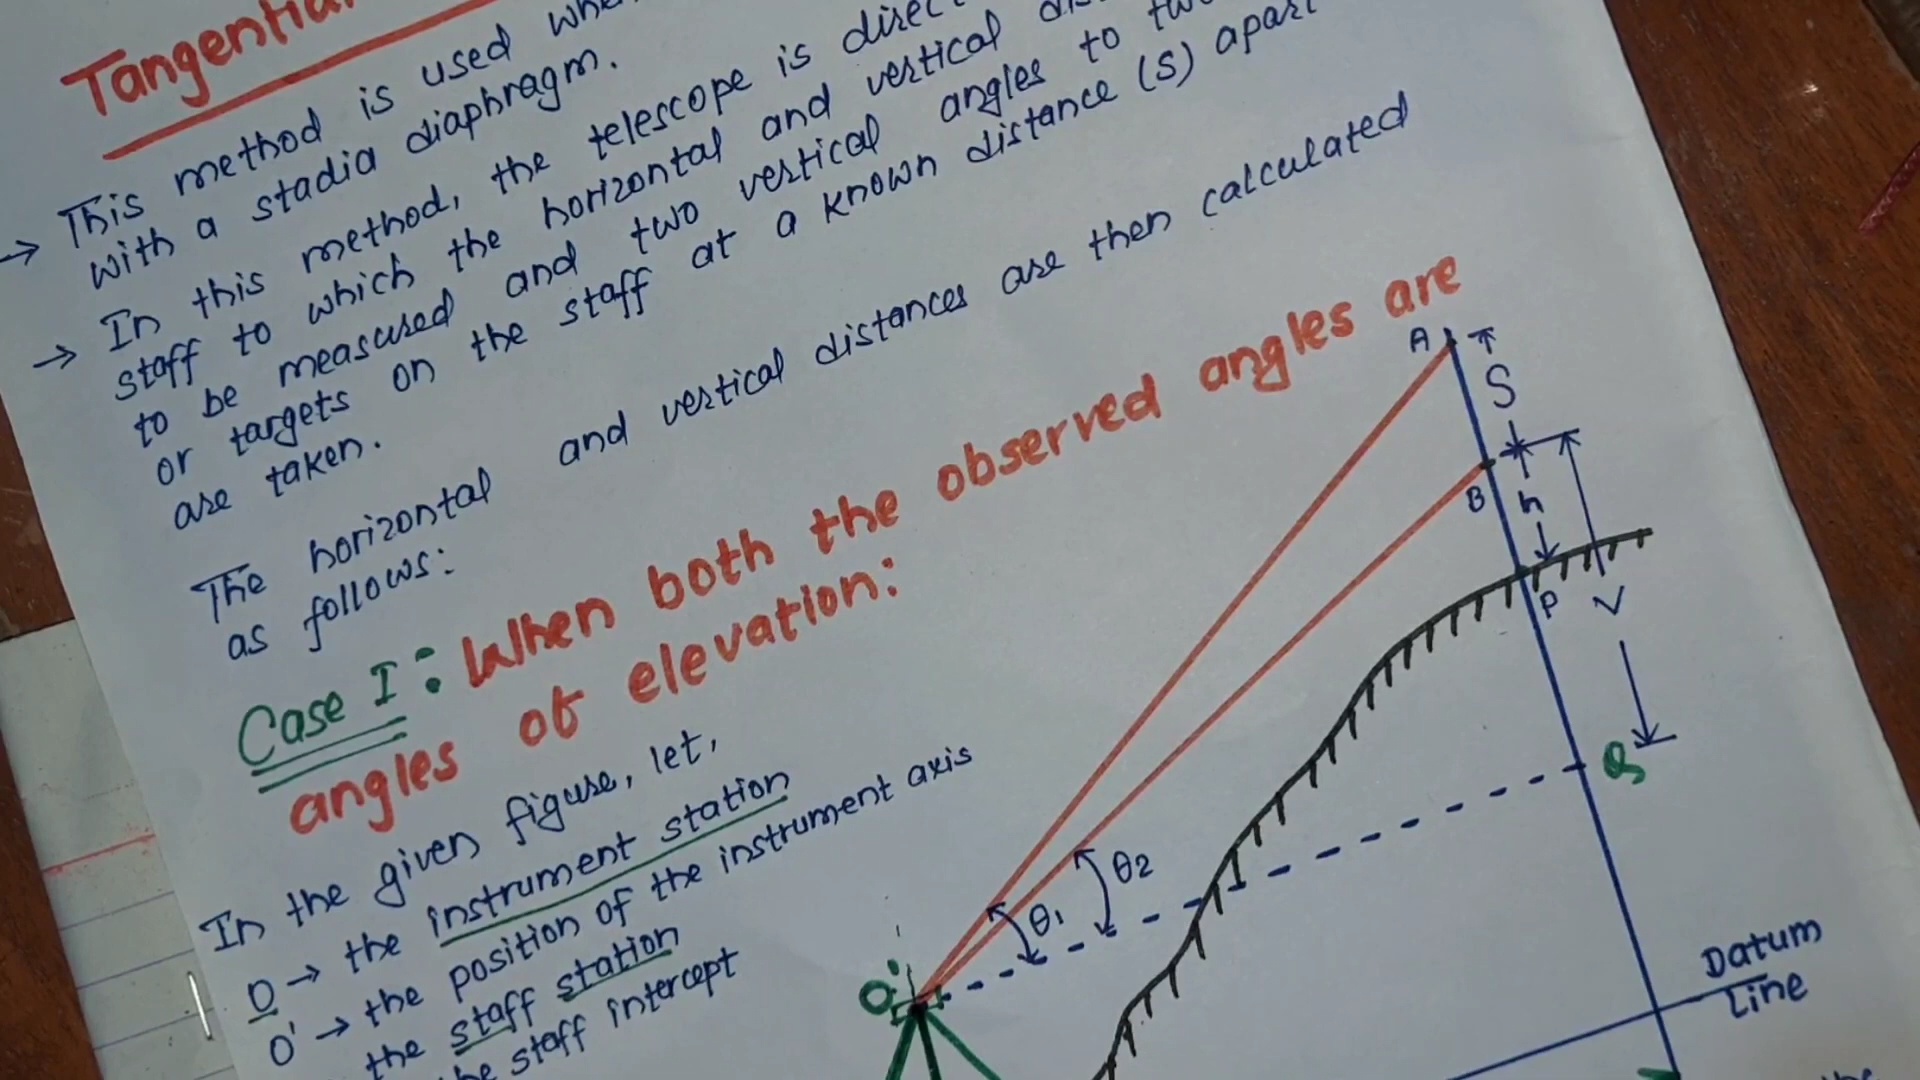 Tangential
→ This method is used
with a stadia diaphragm.
→ In this method, the telescope is
staff to which the horizontal and vertical
to be measured and two vertical angles to
or targets on the staff at a known distance (S) apart
are taken.
The horizontal and vertical distances are then calculated
as follows:
Case I: When both the observed angles are
angles of elevation:
In the given figure, let,
O → the instrument station
O' → the position of the instrument axis
the staff station
the staff intercept
A
S
B
h
P
V
Q
θ2
θ1
O'
Datum
line